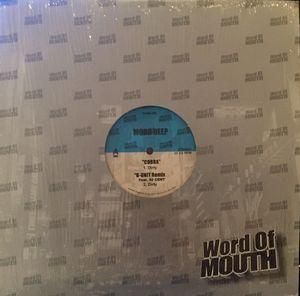 MOBB DEEP
"COBRA"
1. Dirty
"G-UNIT Remix
Feat. 50 CENT
2. Dirty
Word Of
MOUTH